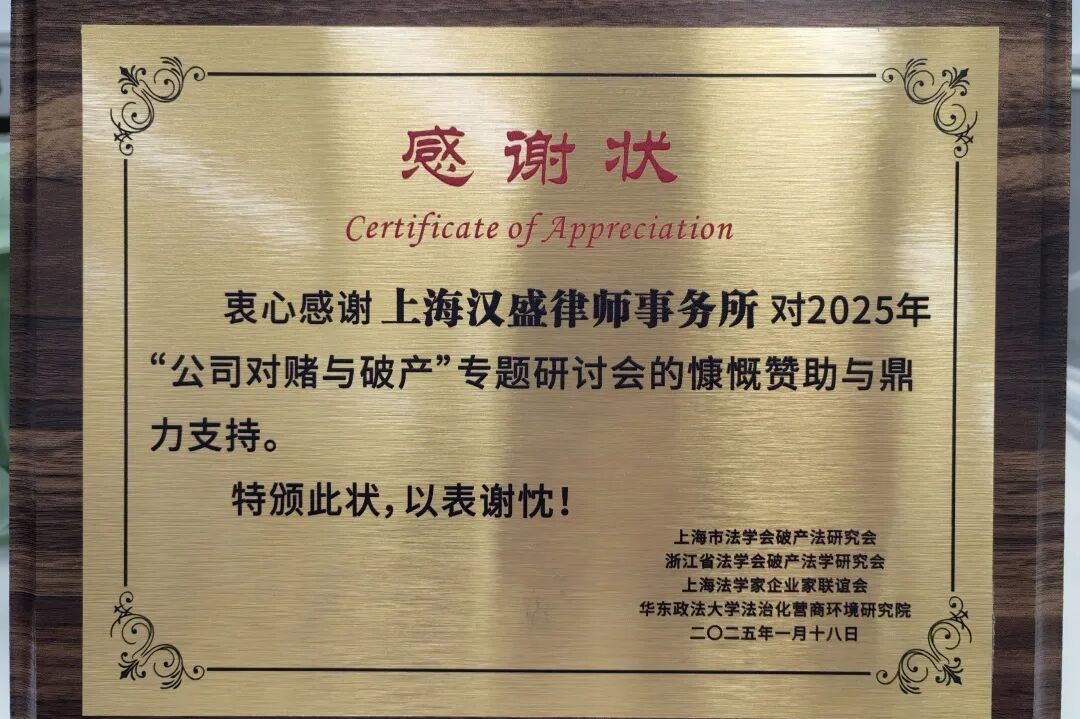 感谢状
Certificate of Appreciation
衷心感谢 上海汉盛律师事务所 对2025年
“公司对赌与破产”专题研讨会的慷慨赞助与鼎
力支持。
特颁此状，以表谢忱！
上海市法学会破产法研究会
浙江省法学会破产法学研究会
上海法学家企业家联谊会
华东政法大学法治化营商环境研究院
二〇二五年一月十八日